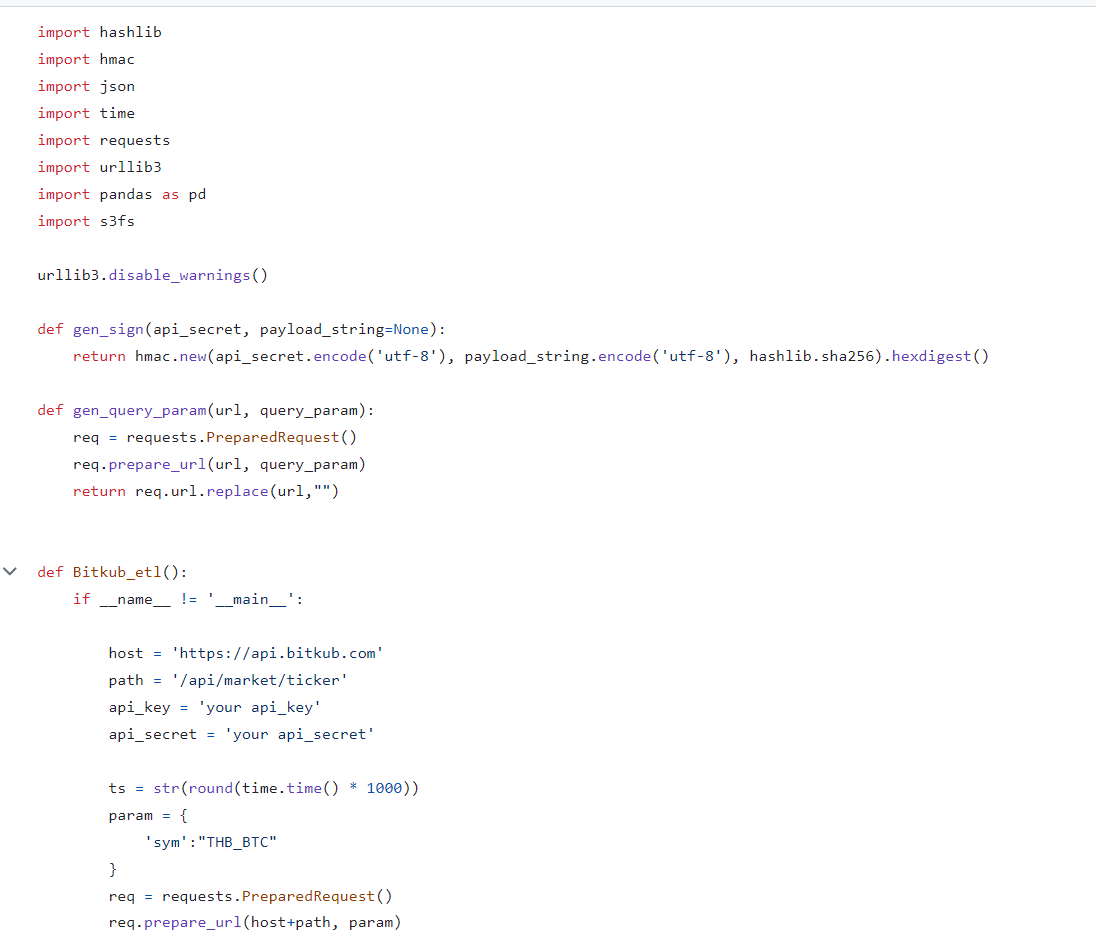 import hashlib
import hmac
import json
import time
import requests
import urllib3
import pandas as pd
import s3fs

urllib3.disable_warnings()

def gen_sign(api_secret, payload_string=None):
    return hmac.new(api_secret.encode('utf-8'), payload_string.encode('utf-8'), hashlib.sha256).hexdigest()

def gen_query_param(url, query_param):
    req = requests.PreparedRequest()
    req.prepare_url(url, query_param)
    return req.url.replace(url,"")


def Bitkub_etl():
    if __name__ != '__main__':

        host = 'https://api.bitkub.com'
        path = '/api/market/ticker'
        api_key = 'your api_key'
        api_secret = 'your api_secret'

        ts = str(round(time.time() * 1000))
        param = {
            'sym':"THB_BTC"
        }
        req = requests.PreparedRequest()
        req.prepare_url(host+path, param)